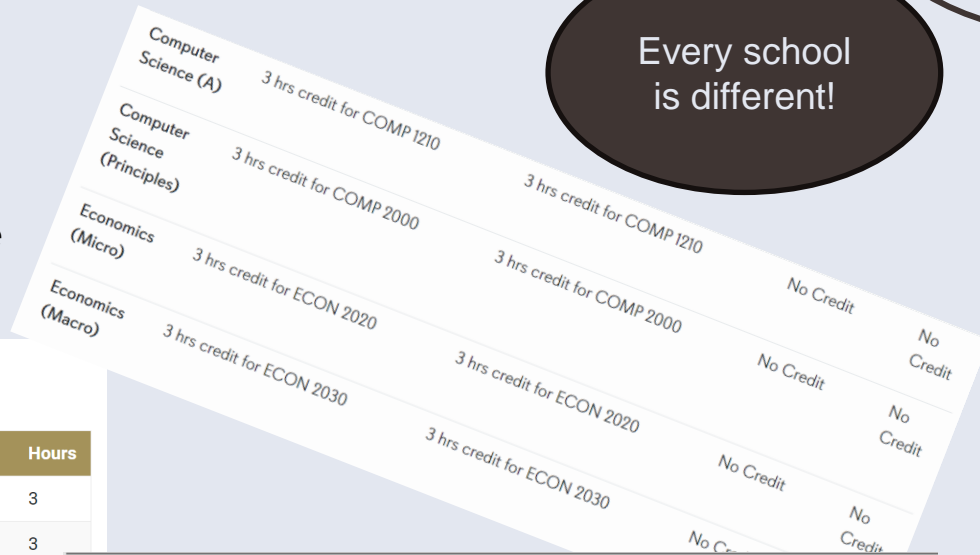 Every school
is different!
Computer
Science (A)
3 hrs credit for COMP 1210
3 hrs credit for COMP 1210
No Credit
No
Credit
Computer
Science
(Principles)
3 hrs credit for COMP 2000
3 hrs credit for COMP 2000
No Credit
No
Credit
Economics
(Micro)
3 hrs credit for ECON 2020
3 hrs credit for ECON 2020
No Credit
No
Credit
Economics
(Macro)
3 hrs credit for ECON 2030
3 hrs credit for ECON 2030
No
Hours
3
3